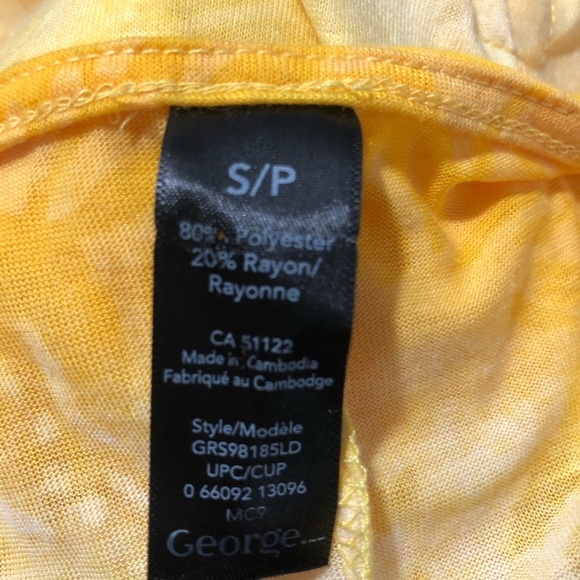 S/P
80% Polyester
20% Rayon/
Rayonne
CA 51122
Made in Cambodia
Fabriqué au Cambodge
Style/Modèle
GRS98185LD
UPC/CUP
0 66092 13096
MC9
George